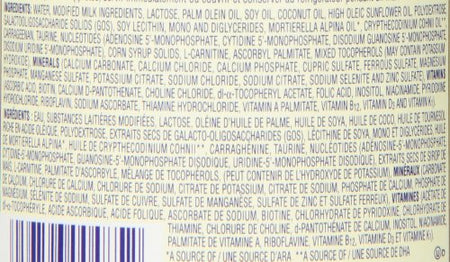 INGREDIENTS: WATER, MODIFIED MILK INGREDIENTS, LACTOSE, PALM OLEIN OIL, SOY OIL, COCONUT OIL, HIGH OLEIC SUNFLOWER OIL, POLYDEXTROSE,
GALACTOOLIGOSACCHARIDE SOLIDS (GOS), SOY LECITHIN, MONO AND DIGLYCERIDES, MORTIERELLA ALPINA OIL*, CRYPTHECODINIUM COHNII OIL**,
CARRAGEENAN, TAURINE, NUCLEOTIDES (ADENOSINE-5'-MONOPHOSPHATE, CYTIDINE 5'-MONOPHOSPHATE, DISODIUM GUANOSINE-5'-
MONOPHOSPHATE, DISODIUM URIDINE-5'-MONOPHOSPHATE), CORN SYRUP SOLIDS, L-CARNITINE, ASCORBYL PALMITATE, MIXED TOCOPHEROLS (MAY CONTAIN POTASSIUM
HYDROXIDE), MINERALS (CALCIUM CARBONATE, CALCIUM CHLORIDE, CALCIUM PHOSPHATE, CUPRIC SULFATE, FERROUS SULFATE, MAGNESIUM
PHOSPHATE, MANGANESE SULFATE, POTASSIUM CITRATE, SODIUM CHLORIDE, SODIUM CITRATE, SODIUM SELENITE AND ZINC SULFATE), VITAMINS
ASCORBIC ACID, BIOTIN, CALCIUM D-PANTOTHENATE, CHOLINE CHLORIDE, dl-α-TOCOPHERYL ACETATE, FOLIC ACID, INOSITOL, NIACINAMIDE,
HYDROCHLORIDE, RIBOFLAVIN, SODIUM ASCORBATE, THIAMINE HYDROCHLORIDE, VITAMIN A PALMITATE, VITAMIN B12, VITAMIN D3 AND VITAMIN K1).
INGRÉDIENTS: EAU, SUBSTANCES LAITIÈRES MODIFIÉES, LACTOSE, OLÉINE D'HUILE DE PALME, HUILE DE SOYA, HUILE DE COCO, HUILE DE TOURNESOL
RICHE EN ACIDE OLÉIQUE, POLYDEXTROSE, EXTRAITS SECS DE GALACTO-OLIGOSACCHARIDES (GOS), LÉCITHINE DE SOYA, MONO ET DIGLYCÉRIDES, HUILE
DE MORTIERELLA ALPINA*, HUILE DE CRYPTHECODINIUM COHNII**, CARRAGHÉNINE, TAURINE, NUCLÉOTIDES (ADÉNOSINE-5'-
CYTIDINE-5'-MONOPHOSPHATE, GUANOSINE-5'-MONOPHOSPHATE DISODIQUE, URIDINE-5'-MONOPHOSPHATE DISODIQUE), EXTRAITS SECS DE SIROP DE
MAÏS, L-CARNITINE, PALMITATE D'ASCORBYLE, MÉLANGE DE TOCOPHÉROLS, (PEUT CONTENIR DE L'HYDROXYDE DE POTASSIUM), MINÉRAUX (CARBONATE
DE CALCIUM, CHLORURE DE CALCIUM, CHLORURE DE SODIUM, CITRATE DE POTASSIUM, CITRATE DE SODIUM, PHOSPHATE DE CALCIUM, PHOSPHATE DE
MAGNÉSIUM, SÉLÉNITE DE SODIUM, SULFATE DE CUIVRE, SULFATE DE MANGANÈSE, SULFATE DE ZINC ET SULFATE FERREUX), VITAMINES (ACÉTATE DE
dl-α-TOCOPHÉRYLE, ACIDE ASCORBIQUE, ACIDE FOLIQUE, ASCORBATE DE SODIUM, BIOTINE, CHLORHYDRATE DE PYRIDOXINE, CHLORHYDRATE DE
THIAMINE, CHLORURE DE CHOLINE, d-PANTOTHÉNATE DE CALCIUM, INOSITOL, NIACINAMIDE,
PALMITATE DE VITAMINE A, RIBOFLAVINE, VITAMINE B12, VITAMINE D3 ET VITAMINE K1).
*A SOURCE OF / UNE SOURCE D'ARA **A SOURCE OF / UNE SOURCE DE DHA